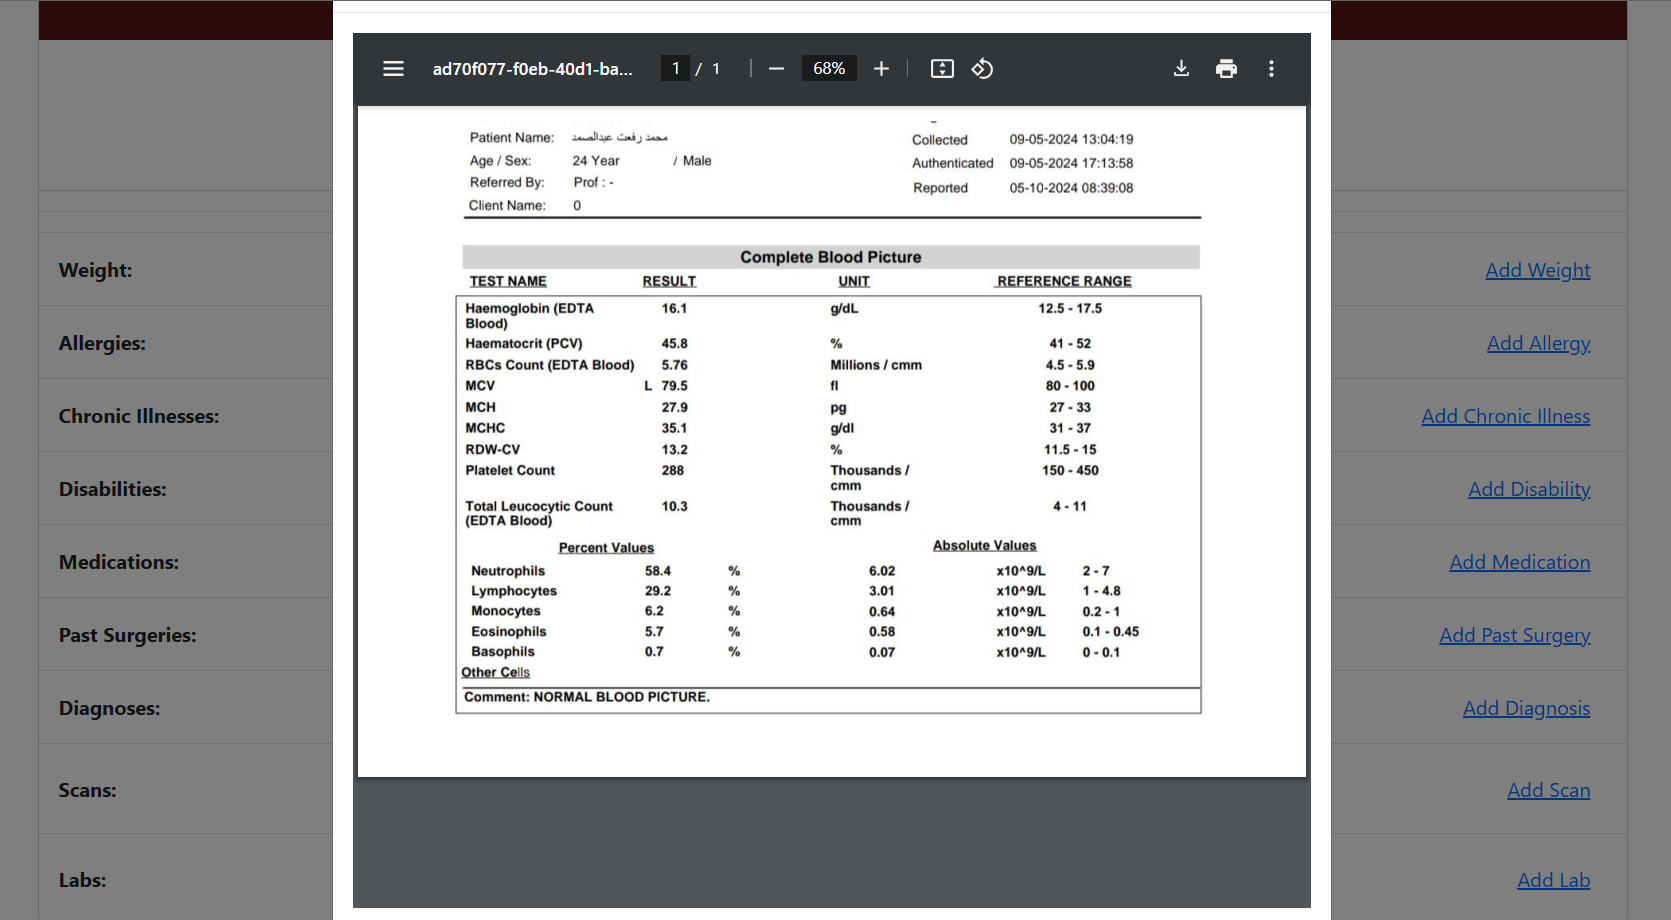 ad70f077-f0eb-40d1-ba... 1 / 1 68%
Patient Name: محمد رفعت عبدالصمد
Collected 09-05-2024 13:04:19
Age / Sex: 24 Year / Male
Authenticated 09-05-2024 17:13:58
Referred By: Prof : -
Reported 05-10-2024 08:39:08
Client Name: 0
Complete Blood Picture
TEST NAME RESULT UNIT REFERENCE RANGE
Haemoglobin (EDTA 16.1 g/dL 12.5 - 17.5
Blood)
Haematocrit (PCV) 45.8 % 41 - 52
RBCs Count (EDTA Blood) 5.76 Millions / cmm 4.5 - 5.9
MCV L 79.5 fl 80 - 100
MCH 27.9 pg 27 - 33
MCHC 35.1 g/dl 31 - 37
RDW-CV 13.2 % 11.5 - 15
Platelet Count 288 Thousands / 150 - 450
cmm
Total Leucocytic Count 10.3 Thousands / 4 - 11
(EDTA Blood) cmm
Percent Values Absolute Values
Neutrophils 58.4 % 6.02 x10^9/L 2 - 7
Lymphocytes 29.2 % 3.01 x10^9/L 1 - 4.8
Monocytes 6.2 % 0.64 x10^9/L 0.2 - 1
Eosinophils 5.7 % 0.58 x10^9/L 0.1 - 0.45
Basophils 0.7 % 0.07 x10^9/L 0 - 0.1
Other Cells
Comment: NORMAL BLOOD PICTURE.
Weight: Add Weight
Allergies: Add Allergy
Chronic Illnesses: Add Chronic Illness
Disabilities: Add Disability
Medications: Add Medication
Past Surgeries: Add Past Surgery
Diagnoses: Add Diagnosis
Scans: Add Scan
Labs: Add Lab